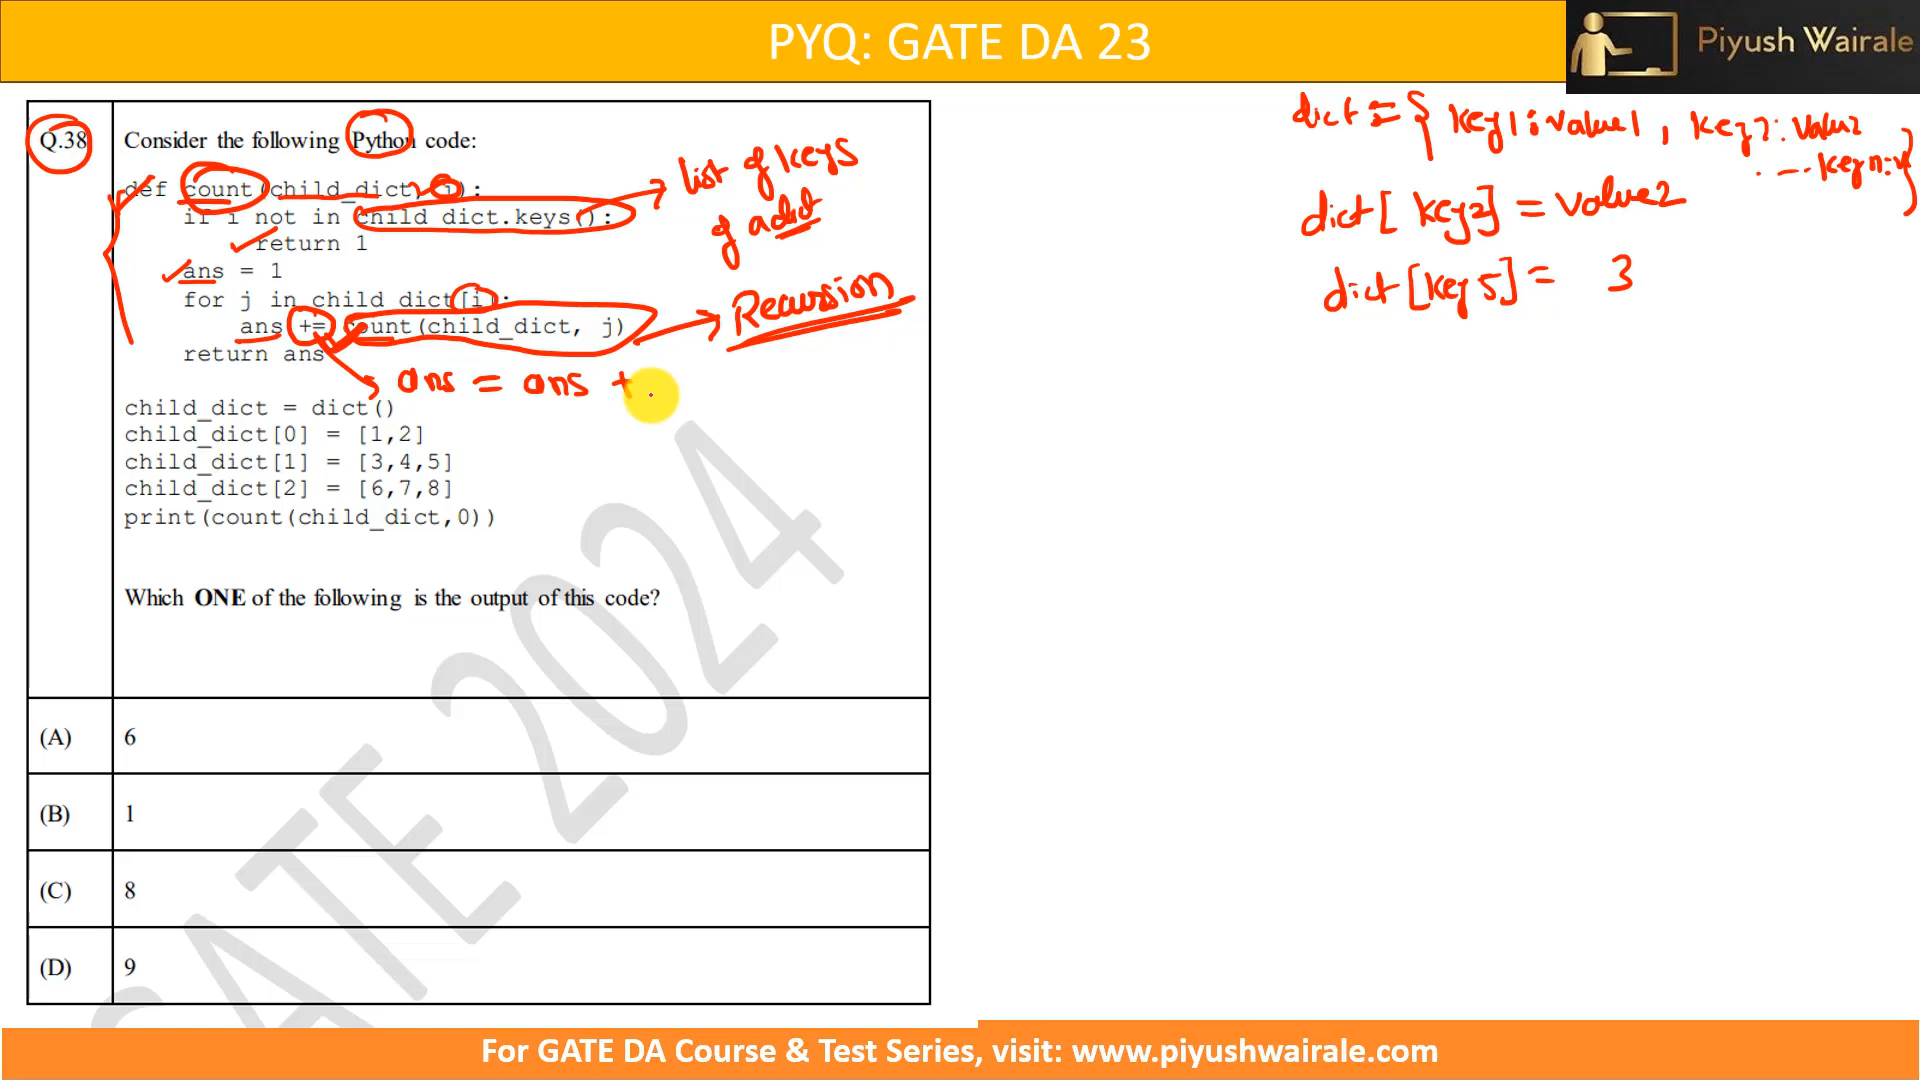 PYQ: GATE DA 23
Piyush Wairale
Q.38
Consider the following Python code:
def count(child_dict, i):
if i not in child_dict.keys():
return 1
ans = 1
for j in child_dict[i]:
ans += count(child_dict, j)
return ans
child_dict = dict()
child_dict[0] = [1,2]
child_dict[1] = [3,4,5]
child_dict[2] = [6,7,8]
print(count(child_dict,0))
Which ONE of the following is the output of this code?
(A) 6
(B) 1
(C) 8
(D) 9
list of keys
of a dict
Recursion
ans = ans +
dict = { key1: value1, key2: value
... keyn: v}
dict[ key2] = value2
dict [key 5] = 3
GATE 2024
For GATE DA Course & Test Series, visit: www.piyushwairale.com